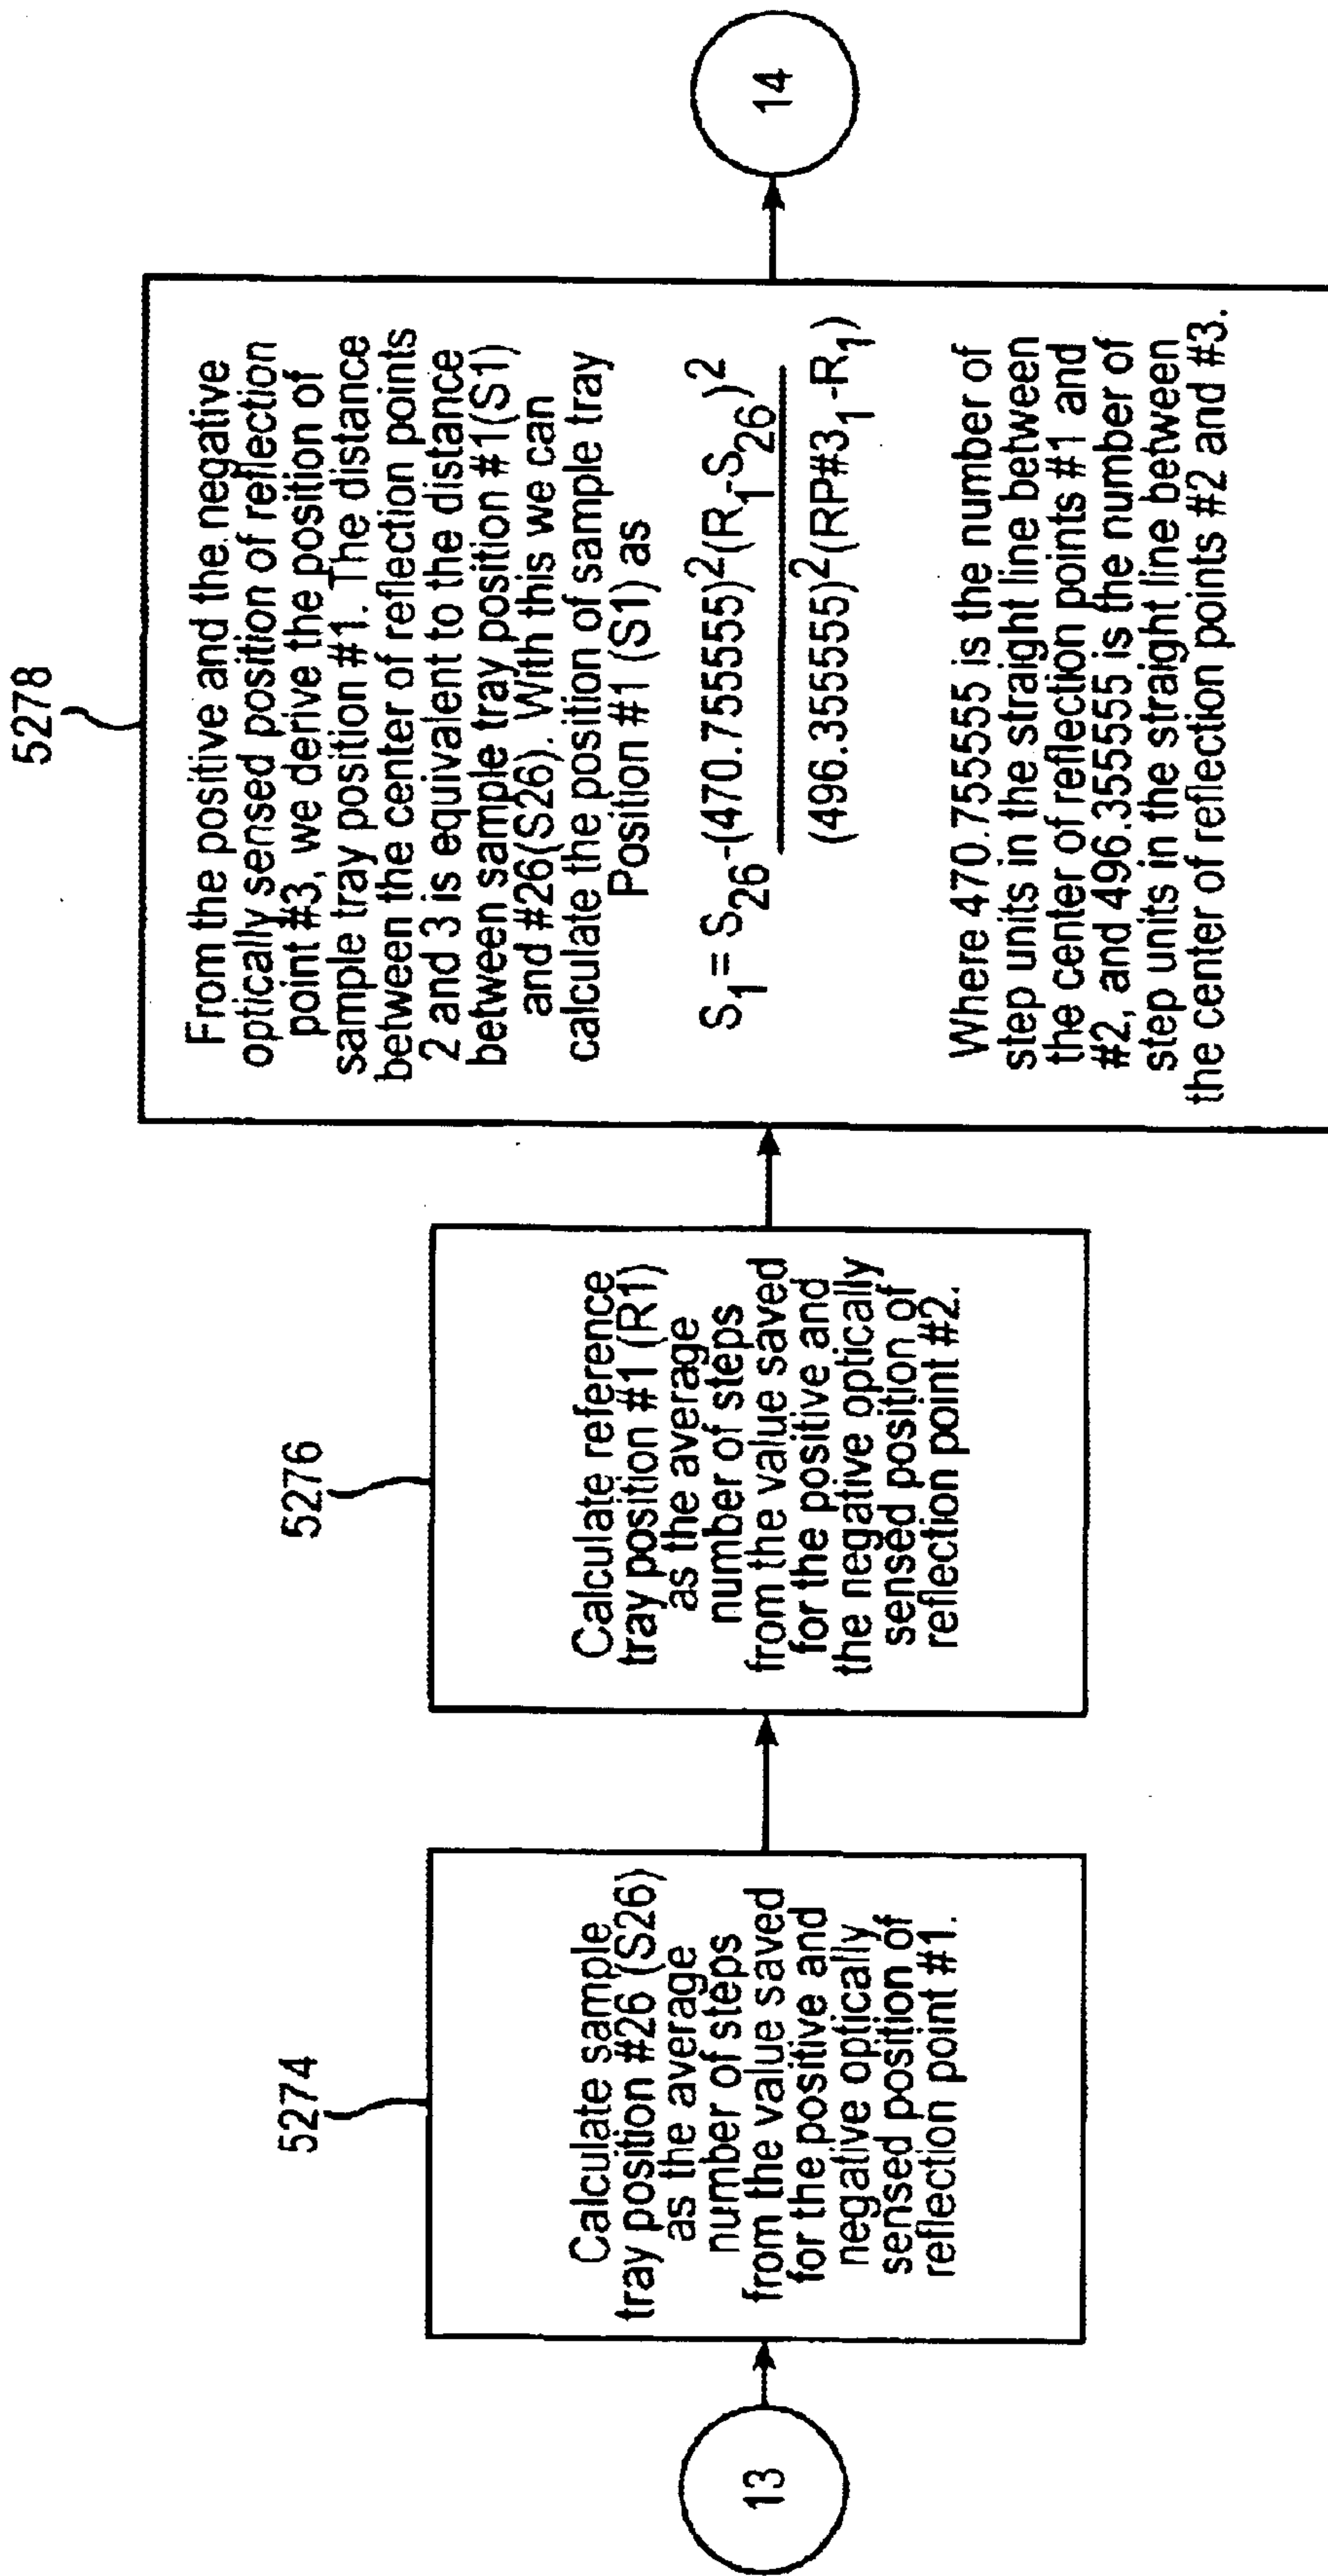 13
5274
Calculate sample
tray position #26 (S26)
as the average
number of steps
from the value saved
for the positive and
negative optically
sensed position of
reflection point #1.
5276
Calculate reference
tray position #1 (R1)
as the average
number of steps
from the value saved
for the positive and
the negative optically
sensed position of
reflection point #2.
5278
From the positive and the negative
optically sensed position of reflection
point #3, we derive the position of
sample tray position #1. The distance
between the center of reflection points
2 and 3 is equivalent to the distance
between sample tray position #1(S1)
and #26(S26). With this we can
calculate the position of sample tray
Position #1 (S1) as
S1 = S26-(470.755555)2(R1-S26)2
(496.355555)2(RP#31-R1)
Where 470.755555 is the number of
step units in the straight line between
the center of reflection points #1 and
#2, and 496.355555 is the number of
step units in the straight line between
the center of reflection points #2 and #3.
14